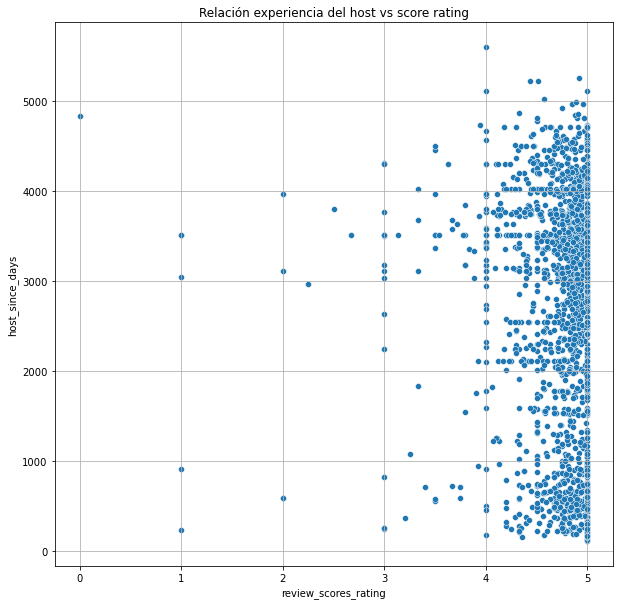 Relación experiencia del host vs score rating
host_since_days
5000
4000
3000
2000
1000
0
0 1 2 3 4 5
review_scores_rating